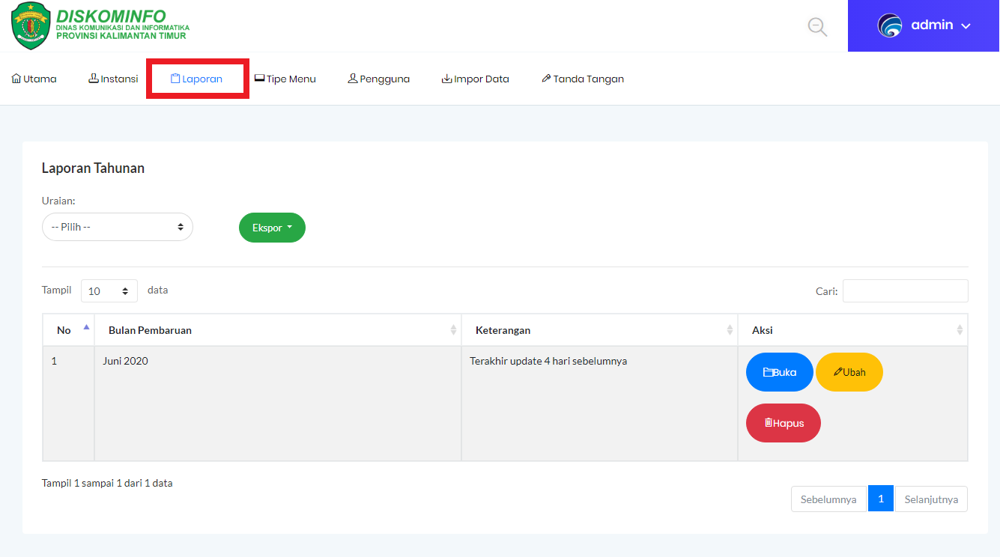 DISKOMINFO
DINAS KOMUNIKASI DAN INFORMATIKA
PROVINSI KALIMANTAN TIMUR
admin
Utama Instansi Laporan Tipe Menu Pengguna Impor Data Tanda Tangan
Laporan Tahunan
Uraian:
-- Pilih --
Ekspor
Tampil 10 data
Cari:
No Bulan Pembaruan Keterangan Aksi
1 Juni 2020 Terakhir update 4 hari sebelumnya
Buka Ubah
Hapus
Tampil 1 sampai 1 dari 1 data
Sebelumnya 1 Selanjutnya